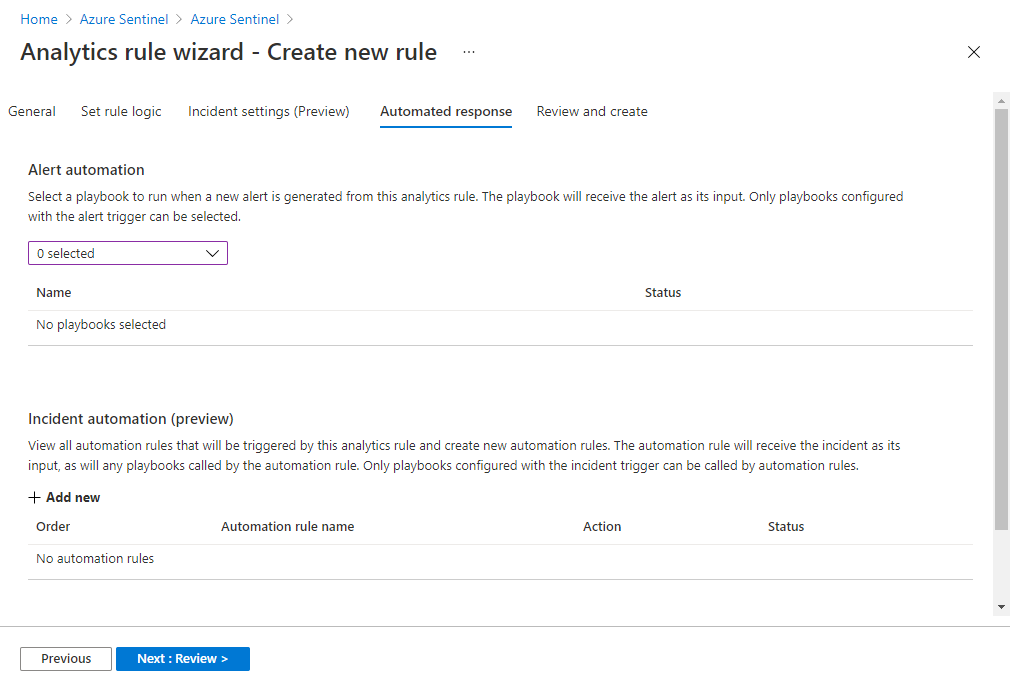 Home > Azure Sentinel > Azure Sentinel >
Analytics rule wizard - Create new rule ...
General Set rule logic Incident settings (Preview) Automated response Review and create
Alert automation
Select a playbook to run when a new alert is generated from this analytics rule. The playbook will receive the alert as its input. Only playbooks configured
with the alert trigger can be selected.
0 selected
Name Status
No playbooks selected
Incident automation (preview)
View all automation rules that will be triggered by this analytics rule and create new automation rules. The automation rule will receive the incident as its
input, as will any playbooks called by the automation rule. Only playbooks configured with the incident trigger can be called by automation rules.
+ Add new
Order Automation rule name Action Status
No automation rules
Previous Next : Review >